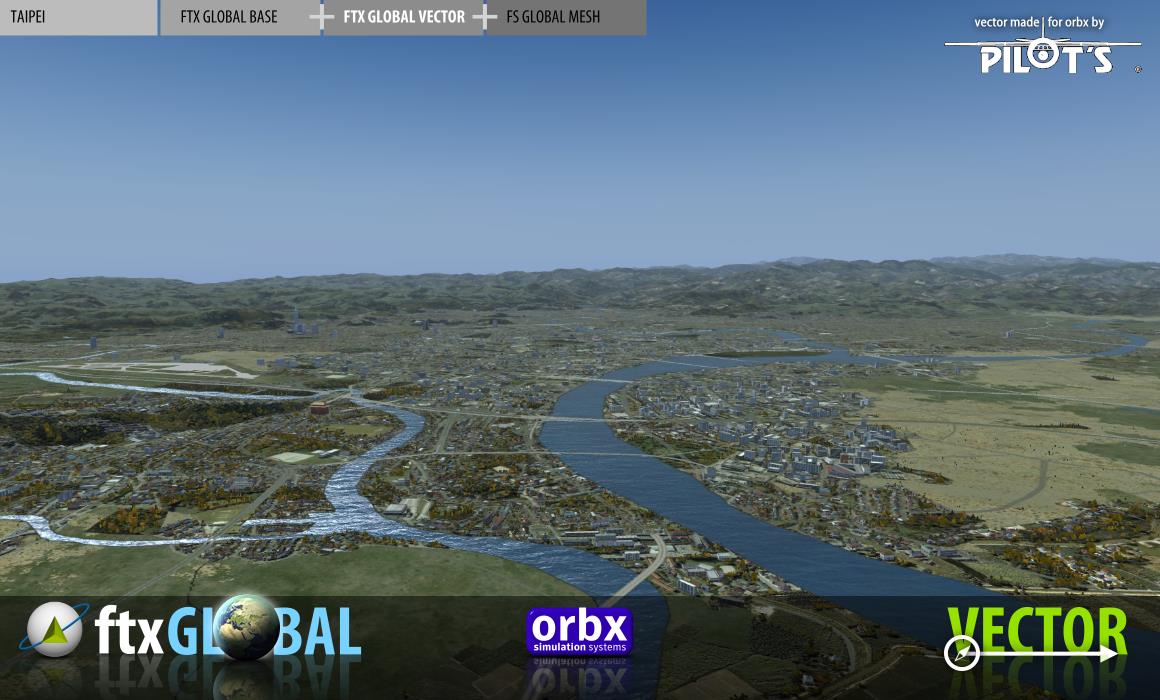 TAIPEI
FTX GLOBAL BASE
FTX GLOBAL VECTOR
FS GLOBAL MESH
vector made for orbx by
PILOT'S
®
ftxGLOBAL
orbx
simulation systems
VECTOR